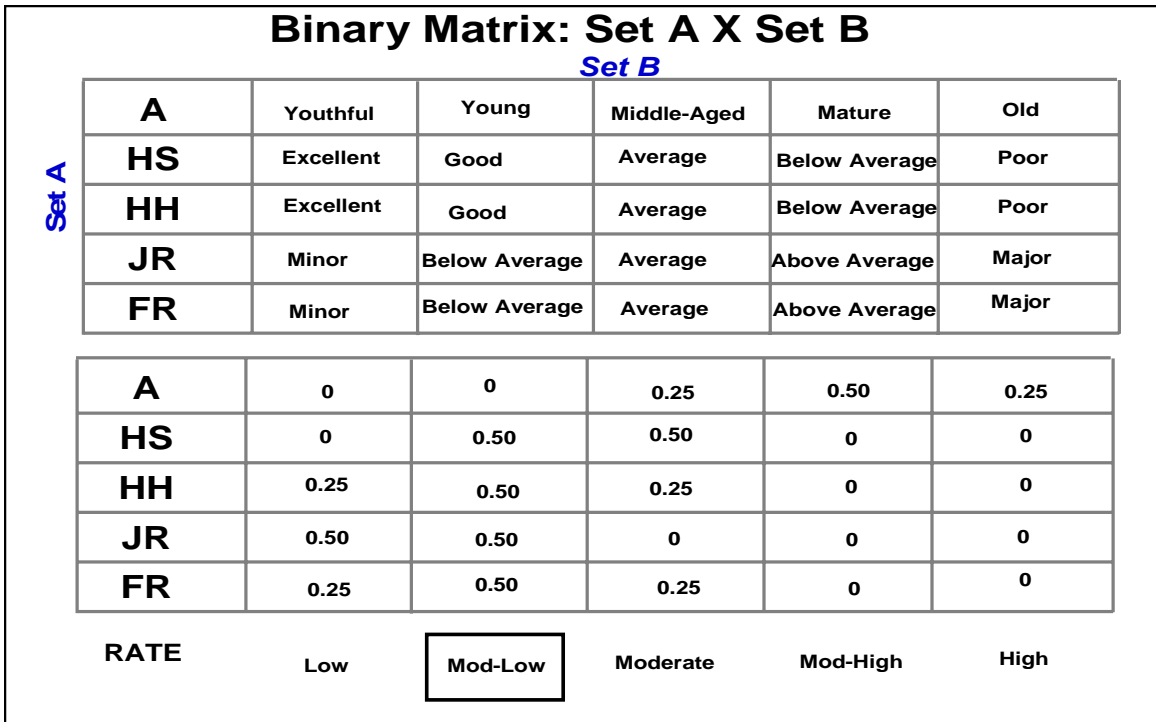 Binary Matrix: Set A X Set B
Set B
Set A
A Youthful Young Middle-Aged Mature Old
HS Excellent Good Average Below Average Poor
HH Excellent Good Average Below Average Poor
JR Minor Below Average Average Above Average Major
FR Minor Below Average Average Above Average Major
A 0 0 0.25 0.50 0.25
HS 0 0.50 0.50 0 0
HH 0.25 0.50 0.25 0 0
JR 0.50 0.50 0 0 0
FR 0.25 0.50 0.25 0 0
RATE Low Mod-Low Moderate Mod-High High